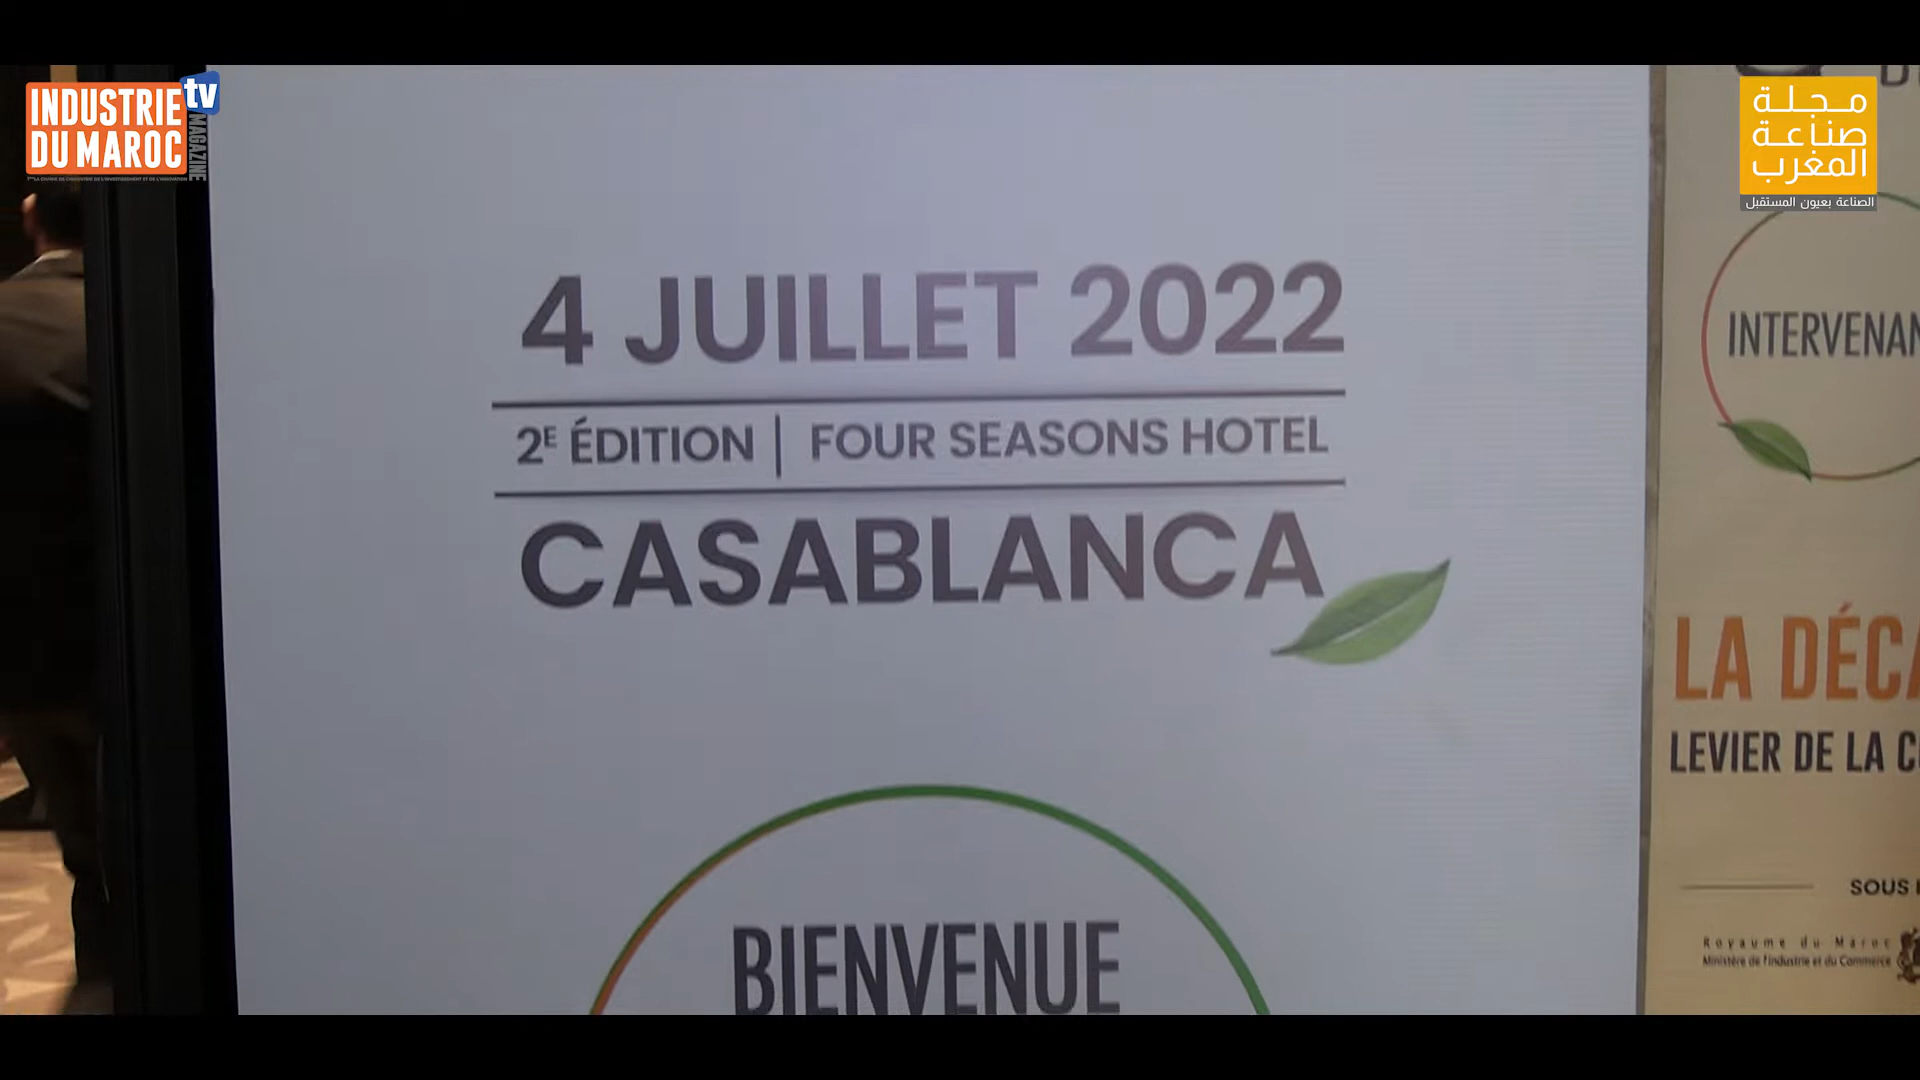 INDUSTRIE
DU MAROC
tv
MAGAZINE
مجلة
صناعة
المغرب
الصناعة بعيون المستقبل
4 JUILLET 2022
2E ÉDITION | FOUR SEASONS HOTEL
CASABLANCA
BIENVENUE
INTERVENAN
LA DÉCA
LEVIER DE LA C
SOUS
Royaume du Maroc
Ministère de l'Industrie et du Commerce